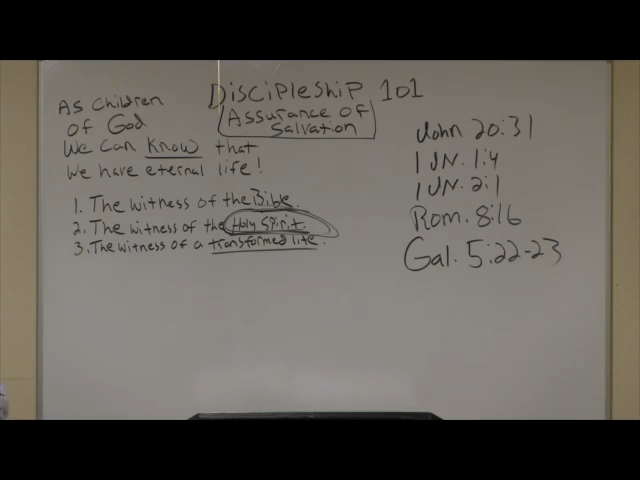 Discipleship 101
Assurance of
Salvation
As Children
of God
We Can Know that
We have eternal life!
1. The witness of the Bible.
2. The witness of the Holy Spirit.
3. The witness of a transformed life.
John 20:31
1 JN. 1:4
1 JN. 2:1
Rom. 8:16
Gal. 5:22-23